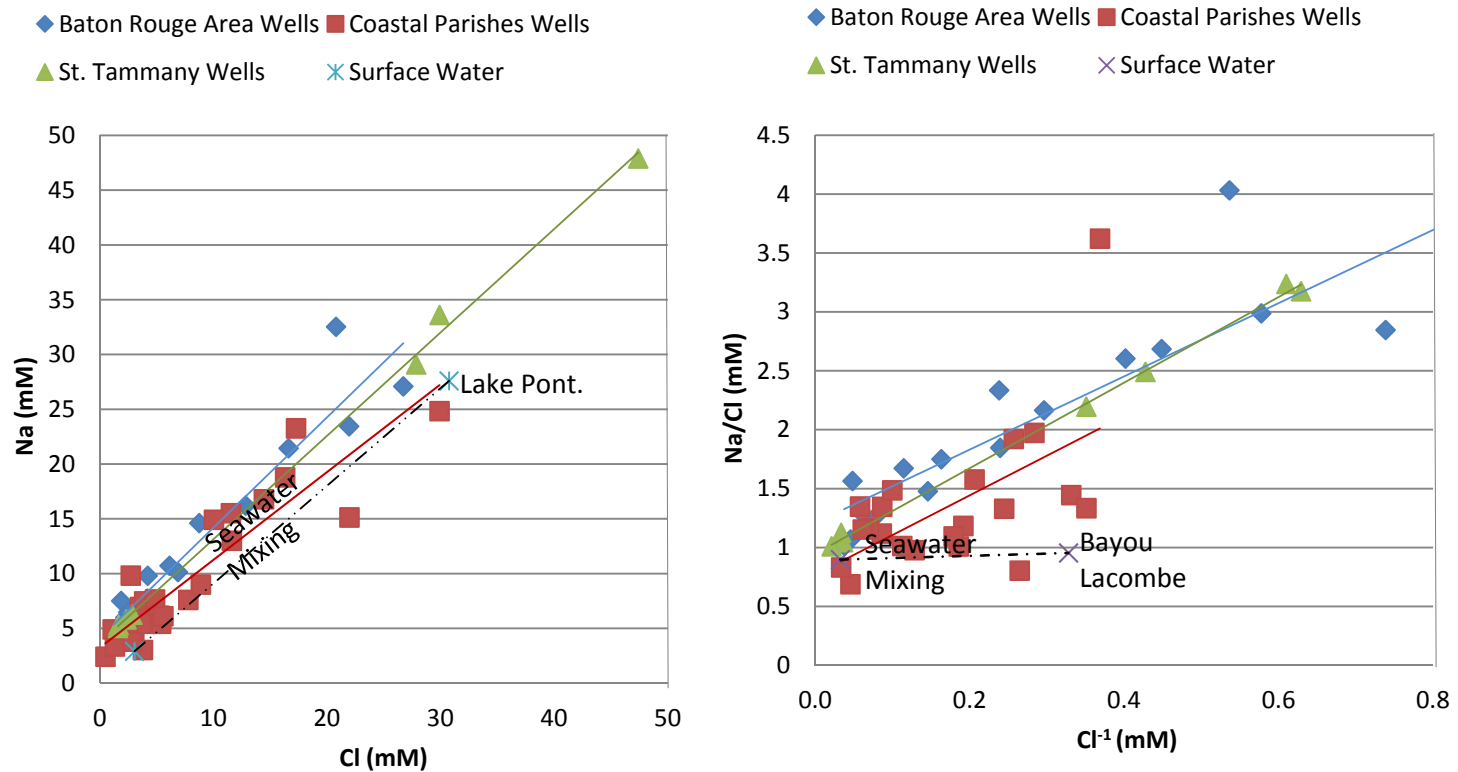 Baton Rouge Area Wells Coastal Parishes Wells
St. Tammany Wells Surface Water
50
45
40
35
30
25
20
15
10
5
0
Na (mM)
Lake Pont.
Seawater
Mixing
0 10 20 30 40 50
Cl (mM)
Baton Rouge Area Wells Coastal Parishes Wells
St. Tammany Wells Surface Water
4.5
4
3.5
3
2.5
2
1.5
1
0.5
0
Na/Cl (mM)
Seawater
Mixing
Bayou
Lacombe
0.0 0.2 0.4 0.6 0.8
Cl⁻¹ (mM)